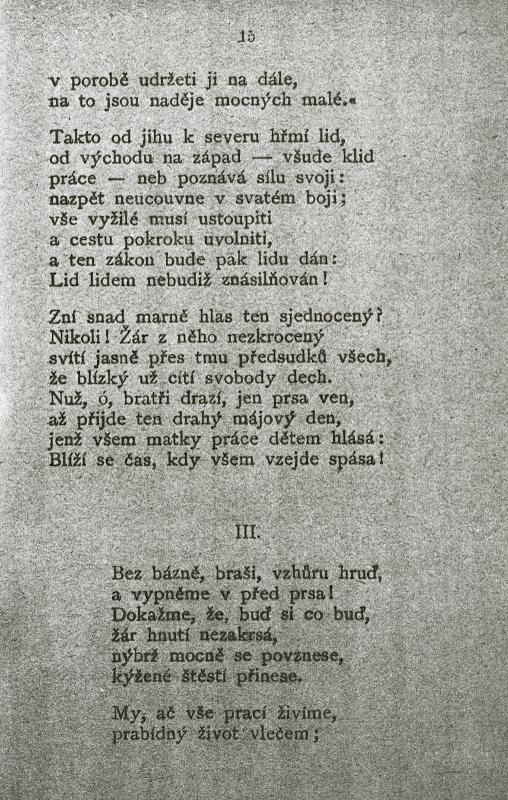 15
v porobě udržeti ji na dále,
na to jsou naděje mocných malé.«
Takto od jihu k severu hřmí lid,
od východu na západ — všude klid
práce — neb poznává sílu svoji:
nazpět neucouvne v svatém boji;
vše vyžilé musí ustoupiti
a cestu pokroku uvolniti,
a ten zákon bude pak lidu dán:
Lid lidem nebudiž znásilňován!
Zní snad marně hlas ten sjednocený?
Nikoli! Žár z něho nezkrocený
svítí jasně přes tmu předsudků všech,
že blízký už cítí svobody dech.
Nuž, ó, bratři drazí, jen prsa ven,
až přijde ten drahý májový den,
jenž všem matky práce dětem hlásá:
Blíží se čas, kdy všem vzejde spása!
III.
Bez bázně, braši, vzhůru hruď,
a vypněme v před prsa!
Dokažme, že, buď si co buď,
žár hnutí nezakrsá,
nýbrž mocně se povznese,
kýžené štěstí přinese.
My, ač vše prací živíme,
prabídný život vlečem;